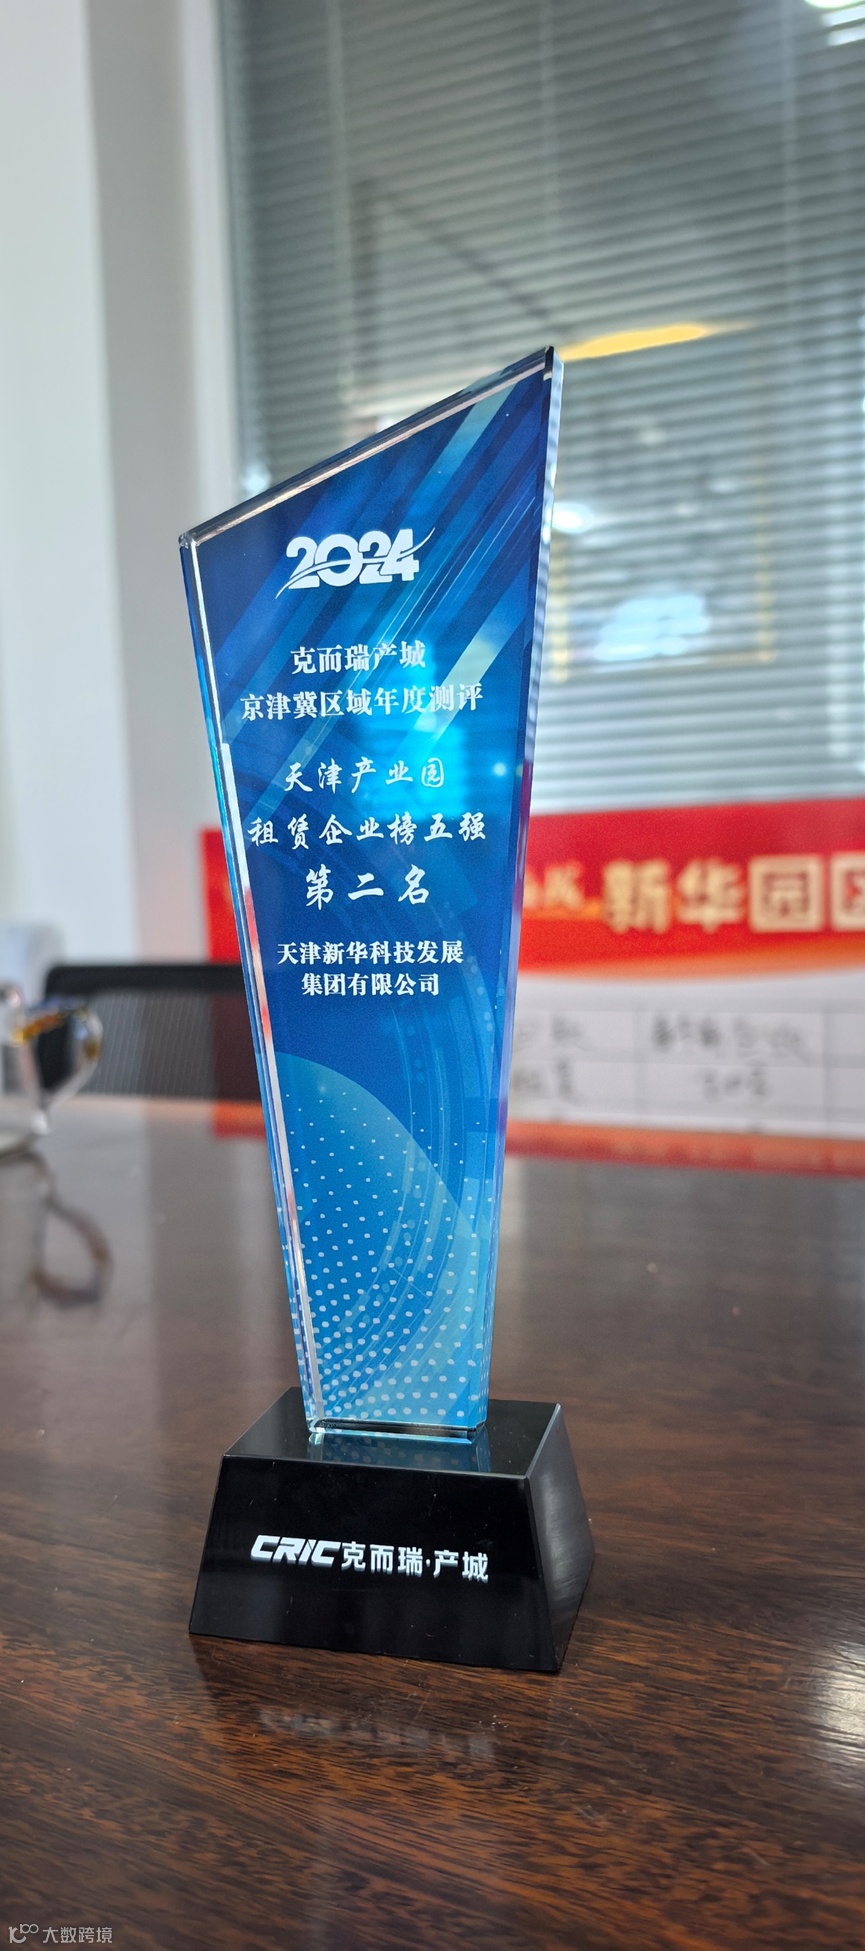 2024
克而瑞产城
京津冀区域年度测评
天津产业园
租赁企业榜五强
第二名
天津新华科技发展
集团有限公司
新华园区
CRIC克而瑞·产城
大数跨境